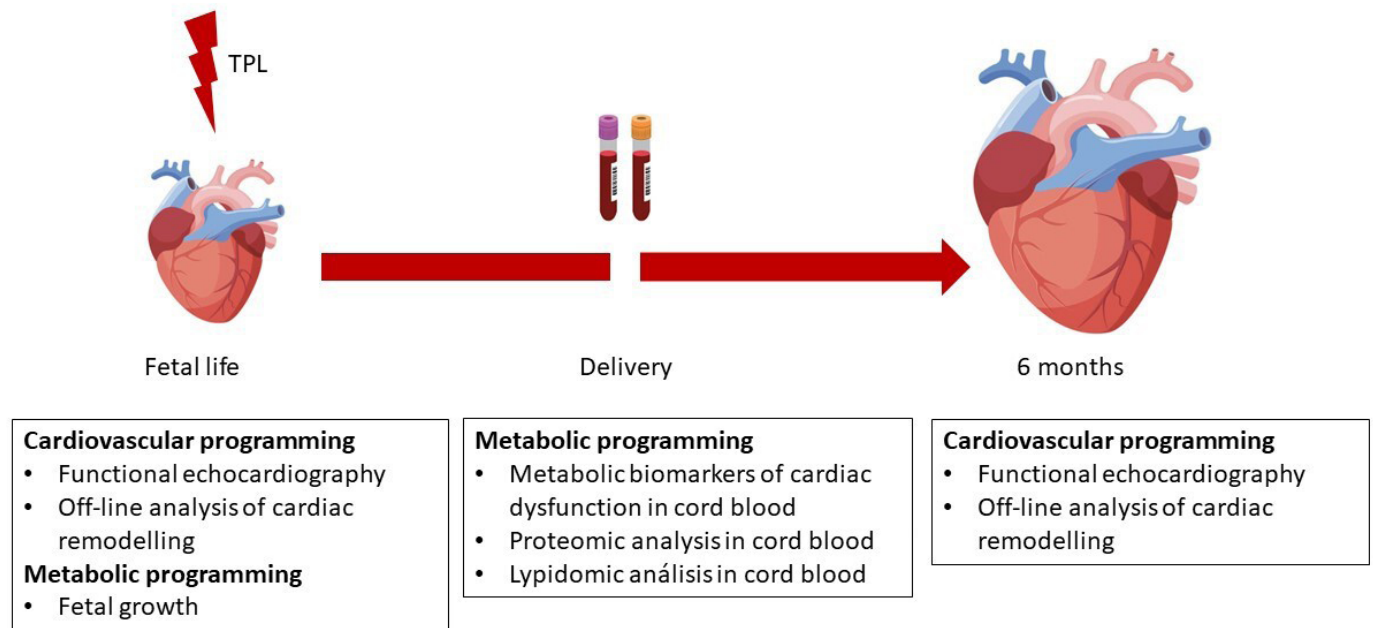 TPL
Fetal life
Delivery
6 months
Cardiovascular programming
• Functional echocardiography
• Off-line analysis of cardiac
remodelling
Metabolic programming
• Fetal growth
Metabolic programming
• Metabolic biomarkers of cardiac
dysfunction in cord blood
• Proteomic analysis in cord blood
• Lypidomic análisis in cord blood
Cardiovascular programming
• Functional echocardiography
• Off-line analysis of cardiac
remodelling